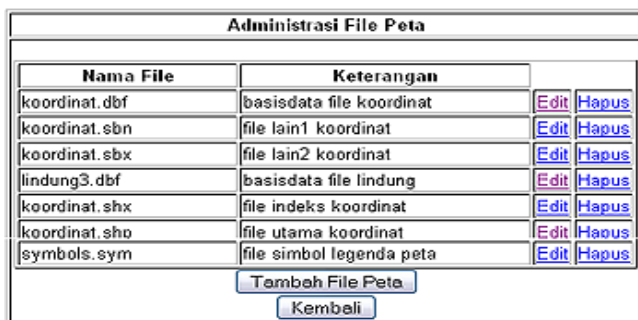 Administrasi File Peta
Nama File Keterangan
koordinat.dbf basisdata file koordinat Edit Hapus
koordinat.sbn file lain1 koordinat Edit Hapus
koordinat.sbx file lain2 koordinat Edit Hapus
lindung3.dbf basisdata file lindung Edit Hapus
koordinat.shx file indeks koordinat Edit Hapus
koordinat.shp file utama koordinat Edit Hapus
symbols.sym file simbol legenda peta Edit Hapus
Tambah File Peta
Kembali